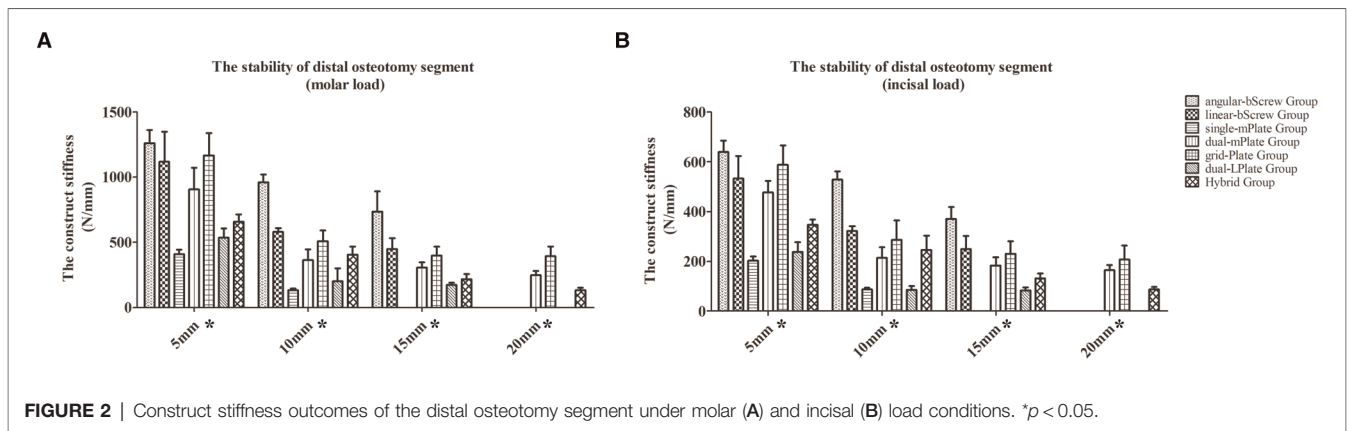 A
The stability of distal osteotomy segment
(molar load)
The construct stiffness
(N/mm)
1500
1000
500
0
5mm *
10mm *
15mm *
20mm *
B
The stability of distal osteotomy segment
(incisal load)
The construct stiffness
(N/mm)
800
600
400
200
0
5mm *
10mm *
15mm *
20mm *
angular-bScrew Group
linear-bScrew Group
single-mPlate Group
dual-mPlate Group
grid-Plate Group
dual-LPlate Group
Hybrid Group
FIGURE 2 | Construct stiffness outcomes of the distal osteotomy segment under molar (A) and incisal (B) load conditions. *p < 0.05.